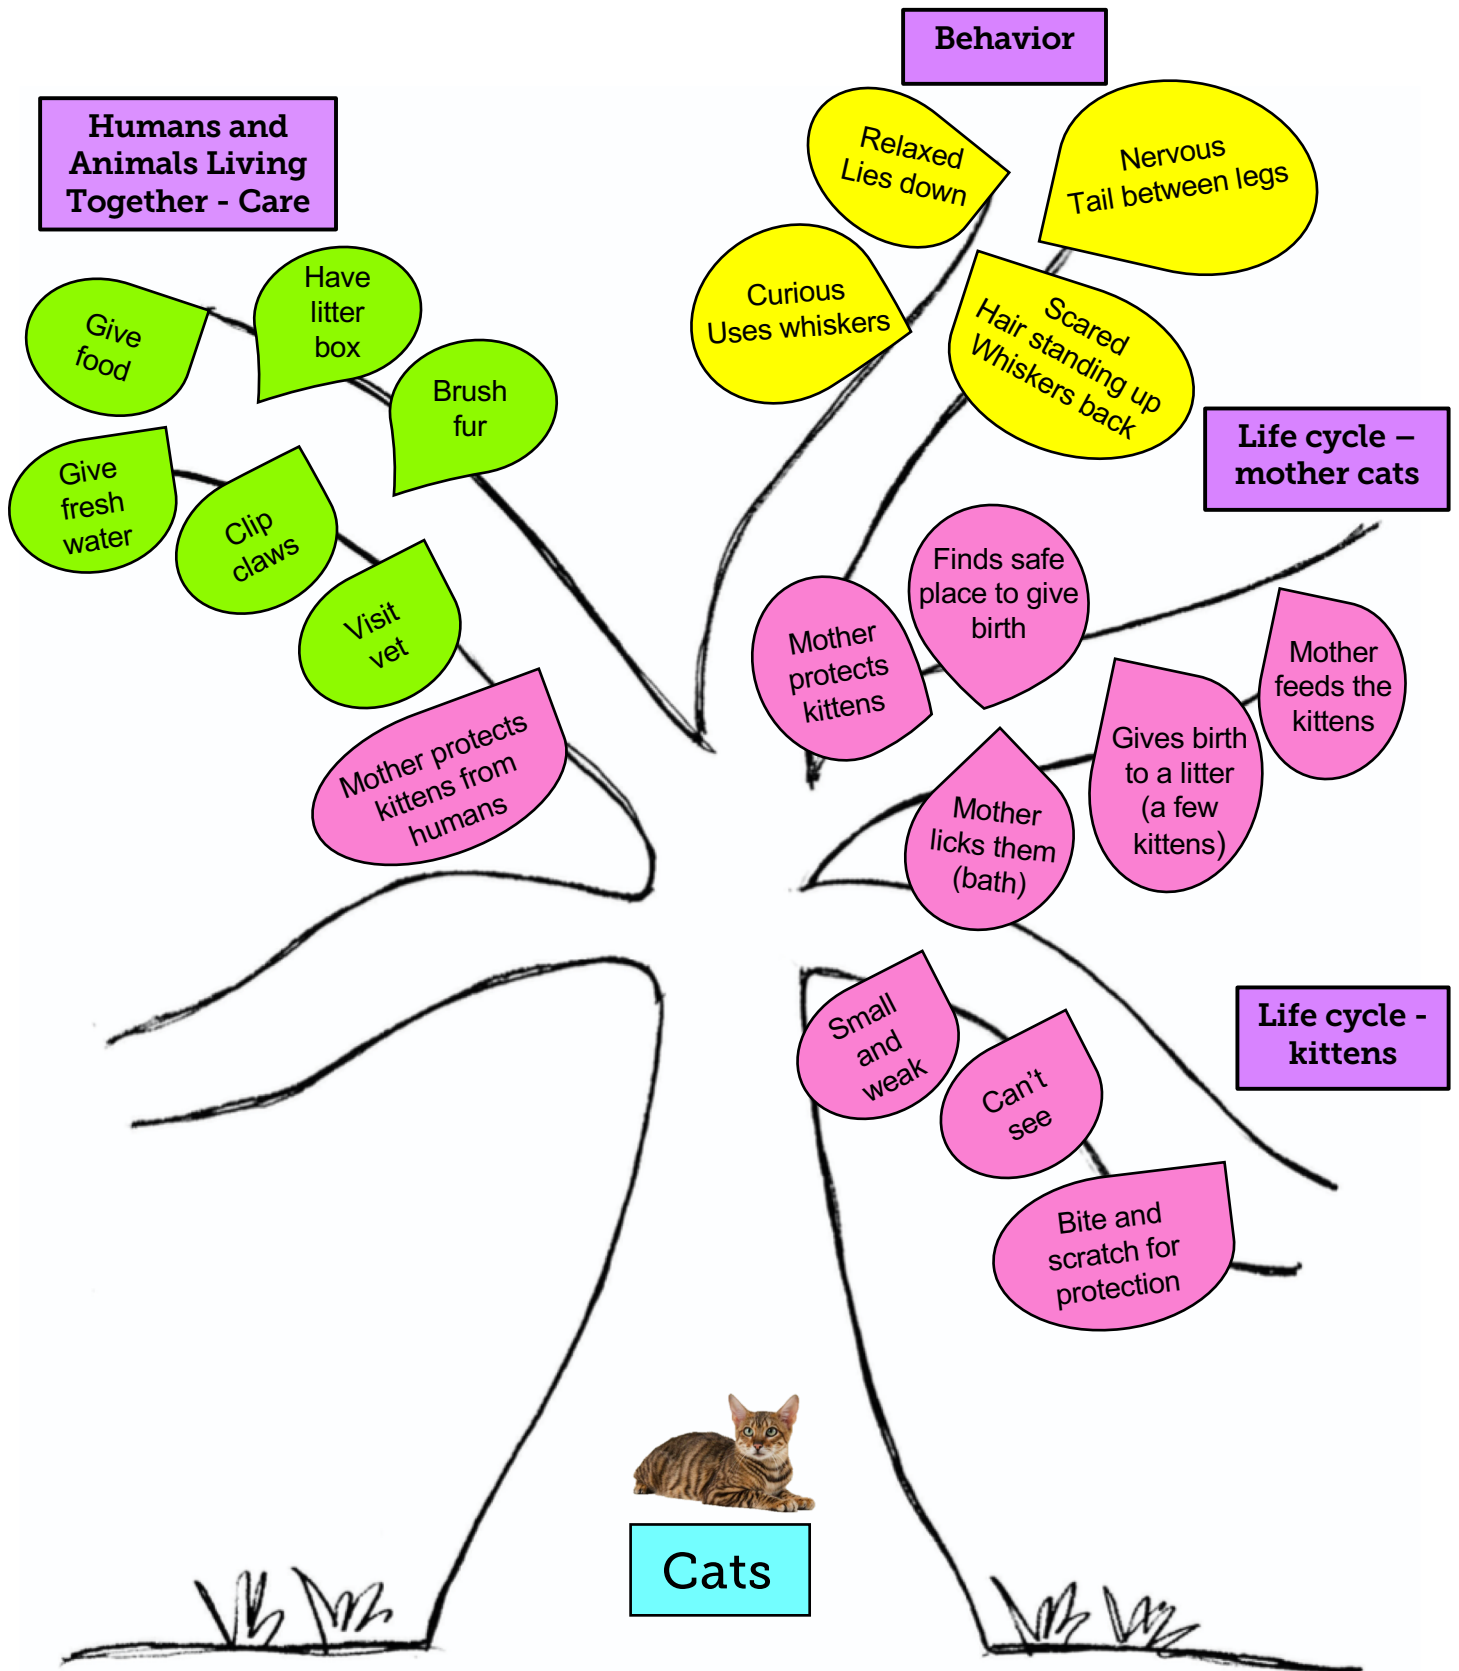 Behavior
Humans and
Animals Living
Together - Care
Relaxed
Lies down
Nervous
Tail between legs
Curious
Uses whiskers
Scared
Hair standing up
Whiskers back
Give
food
Have
litter
box
Brush
fur
Give
fresh
water
Clip
claws
Visit
vet
Mother protects
kittens from
humans
Life cycle –
mother cats
Finds safe
place to give
birth
Mother
protects
kittens
Mother
feeds the
kittens
Gives birth
to a litter
(a few
kittens)
Mother
licks them
(bath)
Life cycle -
kittens
Small
and
weak
Can’t
see
Bite and
scratch for
protection
Cats